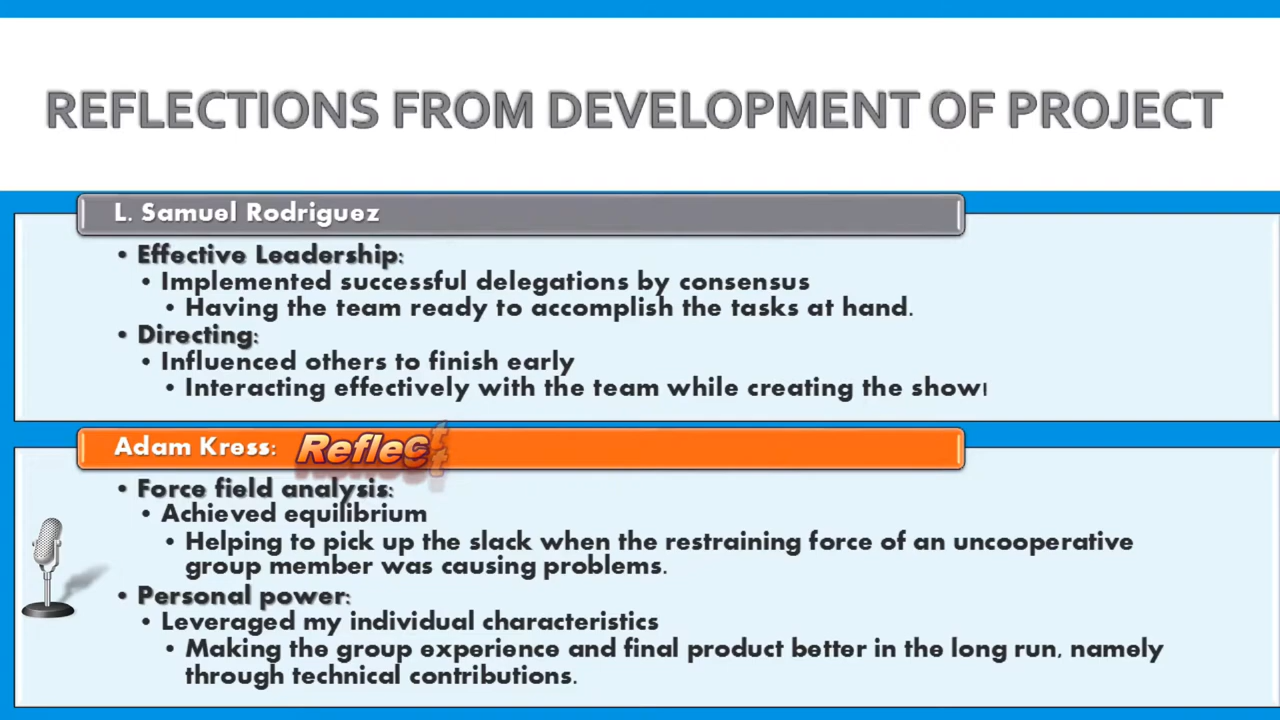 REFLECTIONS FROM DEVELOPMENT OF PROJECT
L. Samuel Rodriguez
• Effective Leadership:
• Implemented successful delegations by consensus
• Having the team ready to accomplish the tasks at hand.
• Directing:
• Influenced others to finish early
• Interacting effectively with the team while creating the show!
Adam Kress: Reflect
• Force field analysis:
• Achieved equilibrium
• Helping to pick up the slack when the restraining force of an uncooperative
group member was causing problems.
• Personal power:
• Leveraged my individual characteristics
• Making the group experience and final product better in the long run, namely
through technical contributions.